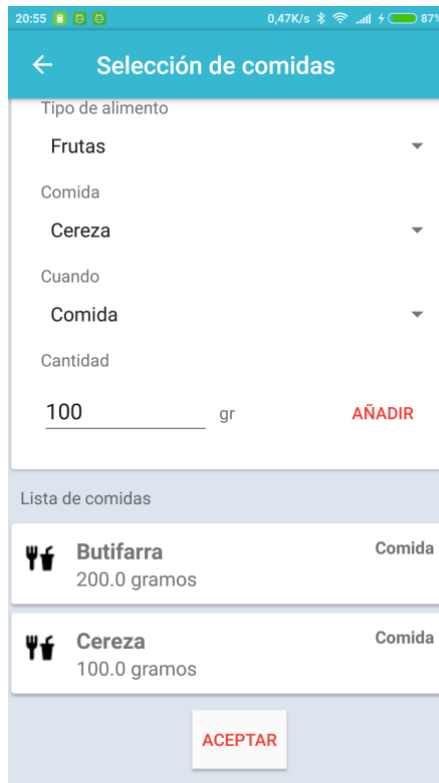 20:55 0,47K/s 87%
Selección de comidas
Tipo de alimento
Frutas
Comida
Cereza
Cuando
Comida
Cantidad
100 gr AÑADIR
Lista de comidas
Butifarra Comida
200.0 gramos
Cereza Comida
100.0 gramos
ACEPTAR